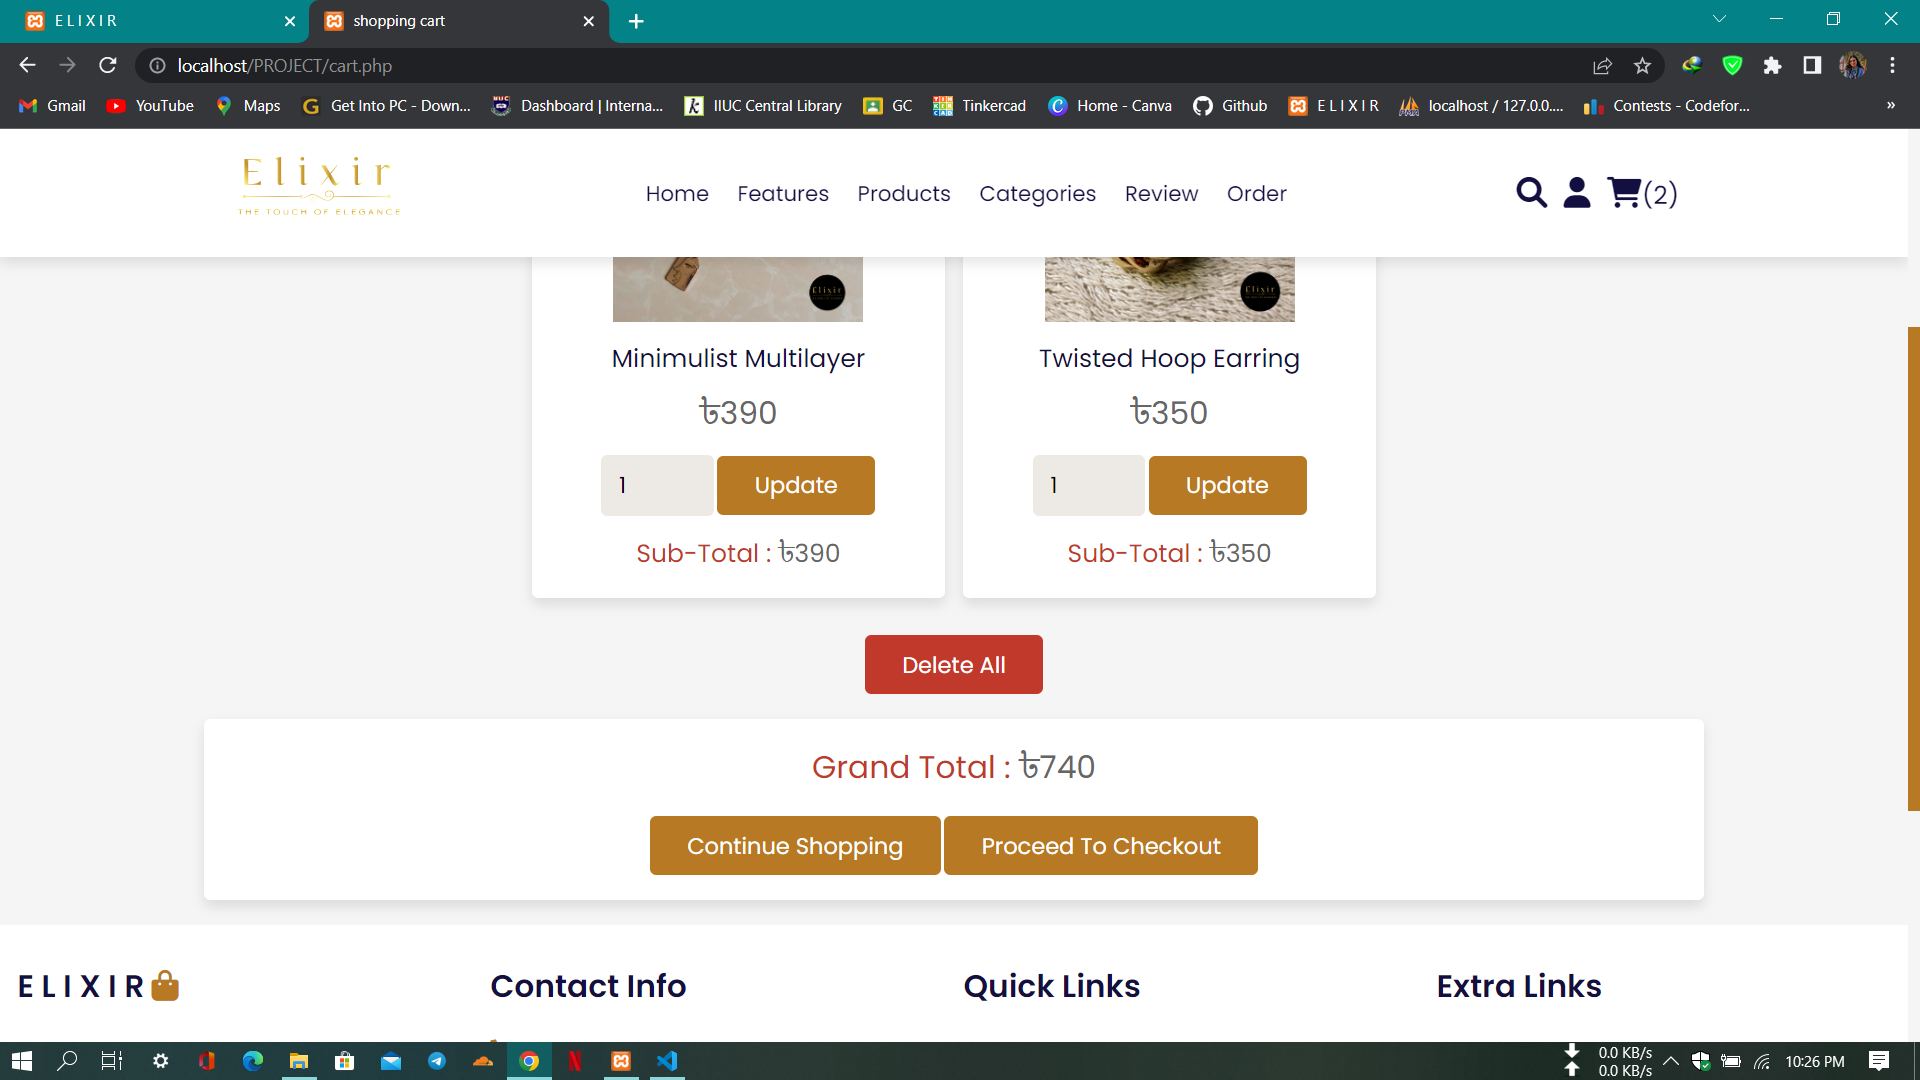 E L I X I R
shopping cart
localhost/PROJECT/cart.php
Gmail
YouTube
Maps
Get Into PC - Down...
Dashboard | Interna...
IIUC Central Library
GC
Tinkercad
Home - Canva
Github
E L I X I R
localhost / 127.0.0....
Contests - Codefor...
»
Elixir
THE TOUCH OF ELEGANCE
Home
Features
Products
Categories
Review
Order
(2)
Elixir
Elixir
Minimulist Multilayer
Twisted Hoop Earring
৳390
৳350
1
Update
1
Update
Sub-Total : ৳390
Sub-Total : ৳350
Delete All
Grand Total : ৳740
Continue Shopping
Proceed To Checkout
E L I X I R
Contact Info
Quick Links
Extra Links
0.0 KB/s
0.0 KB/s
10:26 PM